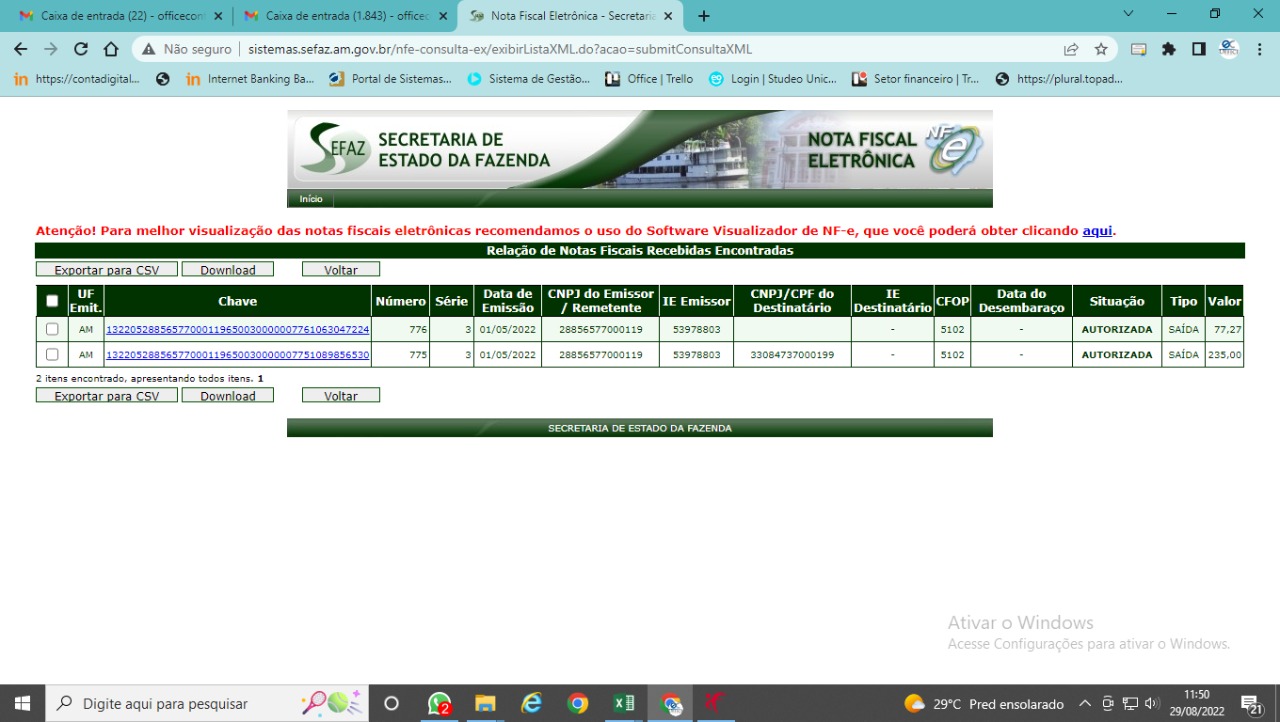 Caixa de entrada (22) - officecont
Caixa de entrada (1.843) - officec
Nota Fiscal Eletrônica - Secretaria
Não seguro | sistemas.sefaz.am.gov.br/nfe-consulta-ex/exibirListaXML.do?acao=submitConsultaXML
in https://contadigital... in Internet Banking Ba... Portal de Sistemas... Sistema de Gestão... Office | Trello Login | Studeo Unic... Setor financeiro | Tr... https://plural.topad...
SEFAZ SECRETARIA DE
ESTADO DA FAZENDA
NOTA FISCAL
ELETRÔNICA
NFe
Início
Atenção! Para melhor visualização das notas fiscais eletrônicas recomendamos o uso do Software Visualizador de NF-e, que você poderá obter clicando aqui.
Relação de Notas Fiscais Recebidas Encontradas
Exportar para CSV Download Voltar
UF Emit. Chave Número Série Data de Emissão CNPJ do Emissor / Remetente IE Emissor CNPJ/CPF do Destinatário IE Destinatário CFOP Data do Desembaraço Situação Tipo Valor
AM 13220528856577000119650030000007761063047224 776 3 01/05/2022 28856577000119 53978803 - 5102 - AUTORIZADA SAÍDA 77,27
AM 13220528856577000119650030000007751089856530 775 3 01/05/2022 28856577000119 53978803 33084737000199 - 5102 - AUTORIZADA SAÍDA 235,00
2 itens encontrado, apresentando todos itens. 1
Exportar para CSV Download Voltar
SECRETARIA DE ESTADO DA FAZENDA
Ativar o Windows
Acesse Configurações para ativar o Windows.
Digite aqui para pesquisar
2
29°C Pred ensolarado
11:50
29/08/2022
21